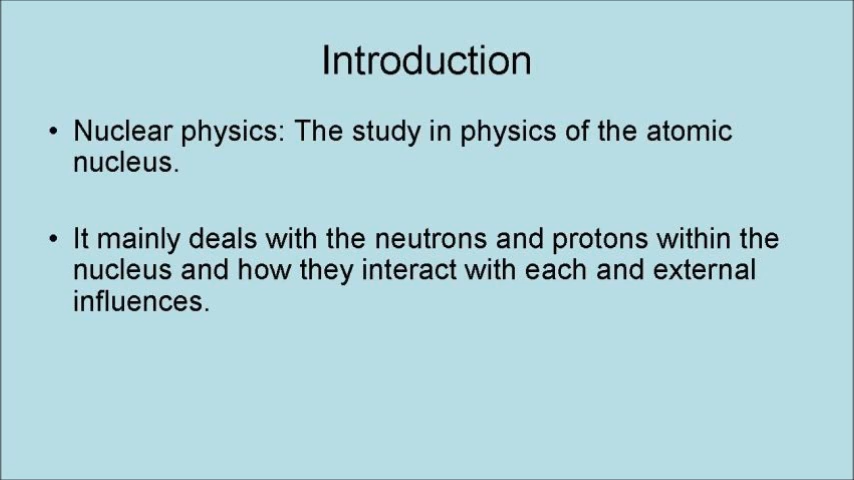 Introduction
• Nuclear physics: The study in physics of the atomic
nucleus.
• It mainly deals with the neutrons and protons within the
nucleus and how they interact with each and external
influences.